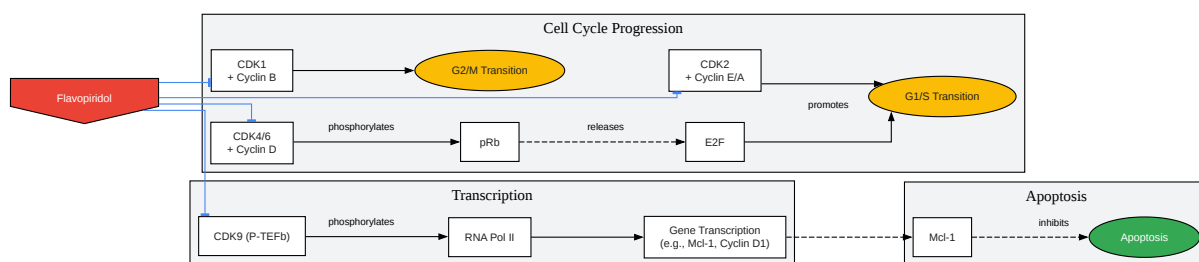 Cell Cycle Progression
CDK1
+ Cyclin B
G2/M Transition
CDK2
+ Cyclin E/A
Flavopiridol
G1/S Transition
promotes
CDK4/6
+ Cyclin D
phosphorylates
pRb
releases
E2F
Transcription
CDK9 (P-TEFb)
phosphorylates
RNA Pol II
Gene Transcription
(e.g., Mcl-1, Cyclin D1)
Apoptosis
Mcl-1
inhibits
Apoptosis